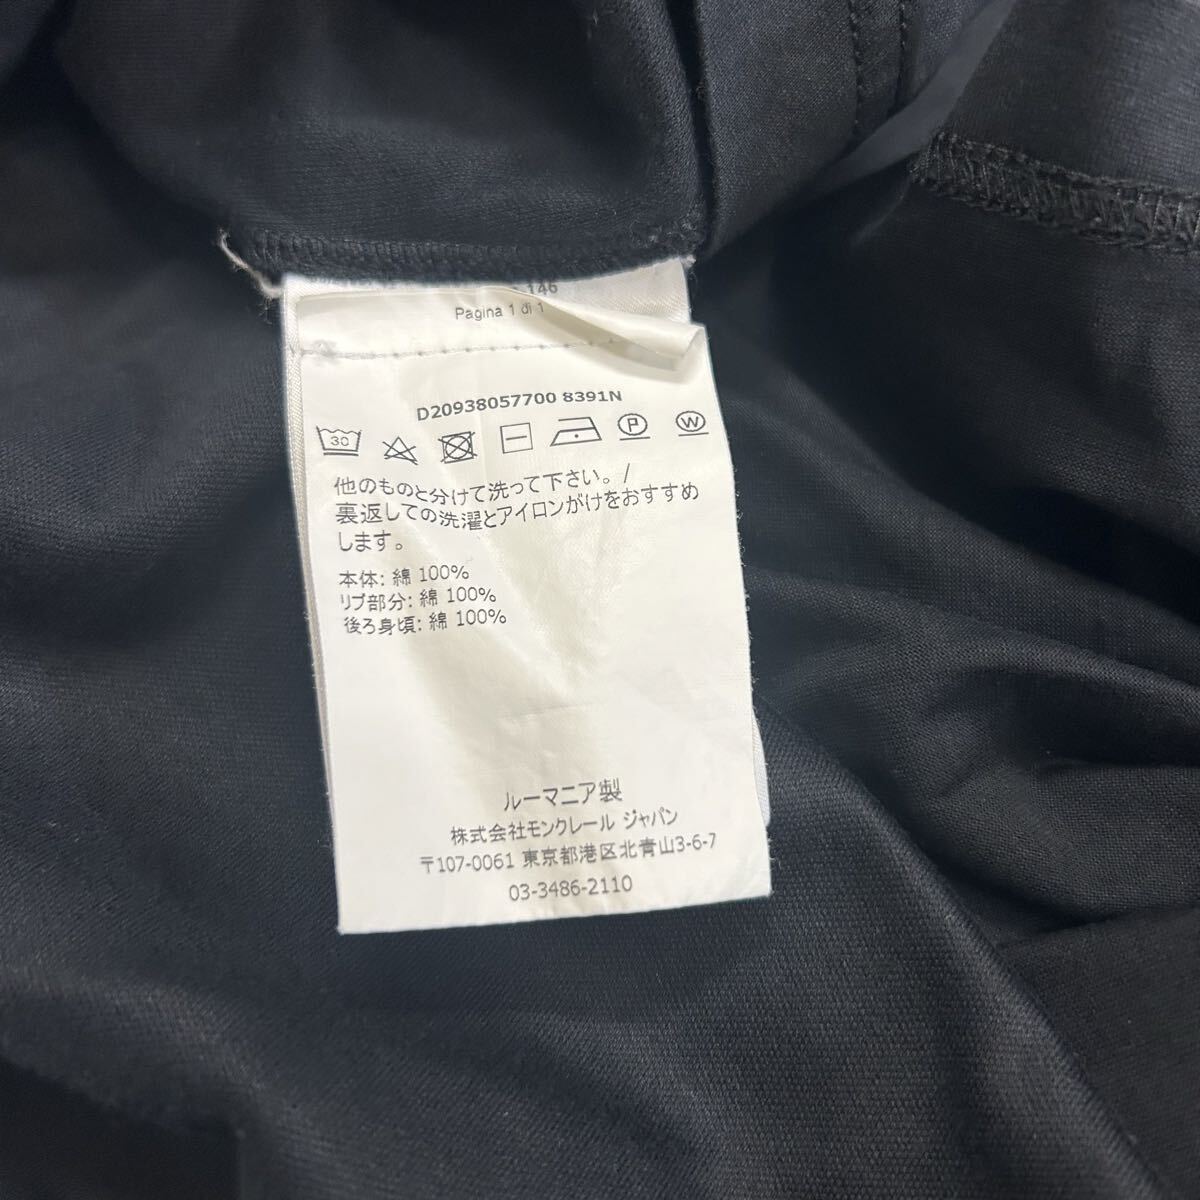 146
Pagina 1 di 1
D20938057700 8391N
30 P W
他のものと分けて洗って下さい。/
裏返しての洗濯とアイロンがけをおすすめ
します。
本体: 綿 100%
リブ部分: 綿 100%
後ろ身頃: 綿 100%
ルーマニア製
株式会社モンクレール ジャパン
〒107-0061 東京都港区北青山3-6-7
03-3486-2110